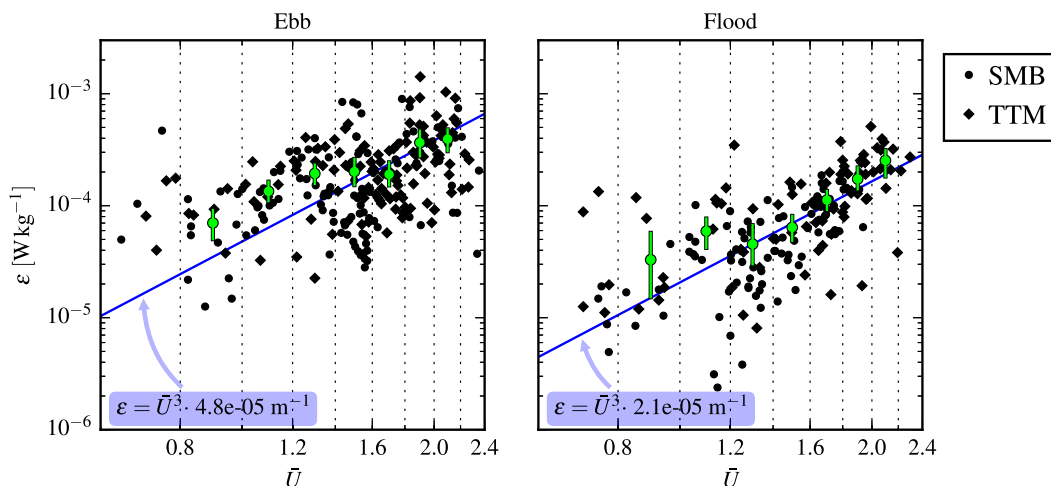 Ebb
Flood
SMB
TTM
ε [W kg⁻¹]
10⁻³
10⁻⁴
10⁻⁵
10⁻⁶
ε = Ū³ · 4.8e-05 m⁻¹
ε = Ū³ · 2.1e-05 m⁻¹
0.8 1.2 1.6 2.0 2.4
0.8 1.2 1.6 2.0 2.4
Ū
Ū